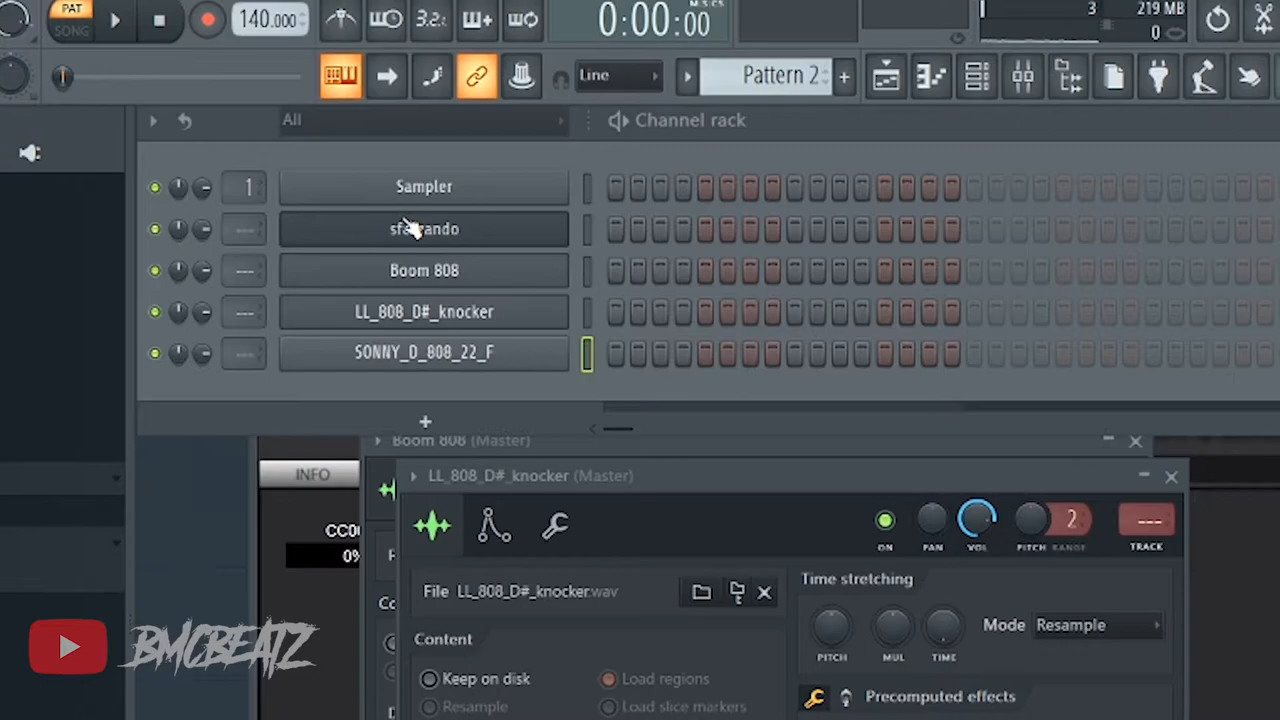 PAT
SONG
140.000
3.2
0:00:00
M:S:CS
3
219 MB
0
Line
Pattern 2
All
Channel rack
1
Sampler
---
---
Boom 808
---
LL_808_D#_knocker
---
SONNY_D_808_22_F
+
Boom 808 (Master)
INFO
LL_808_D#_knocker (Master)
2
---
ON
PAN
VOL
PITCH
RANGE
TRACK
0%
File LL_808_D#_knocker.wav
Time stretching
Mode
Resample
Content
PITCH
MUL
TIME
Keep on disk
Load regions
Precomputed effects
Resample
Load slice markers
BMCBEATZ